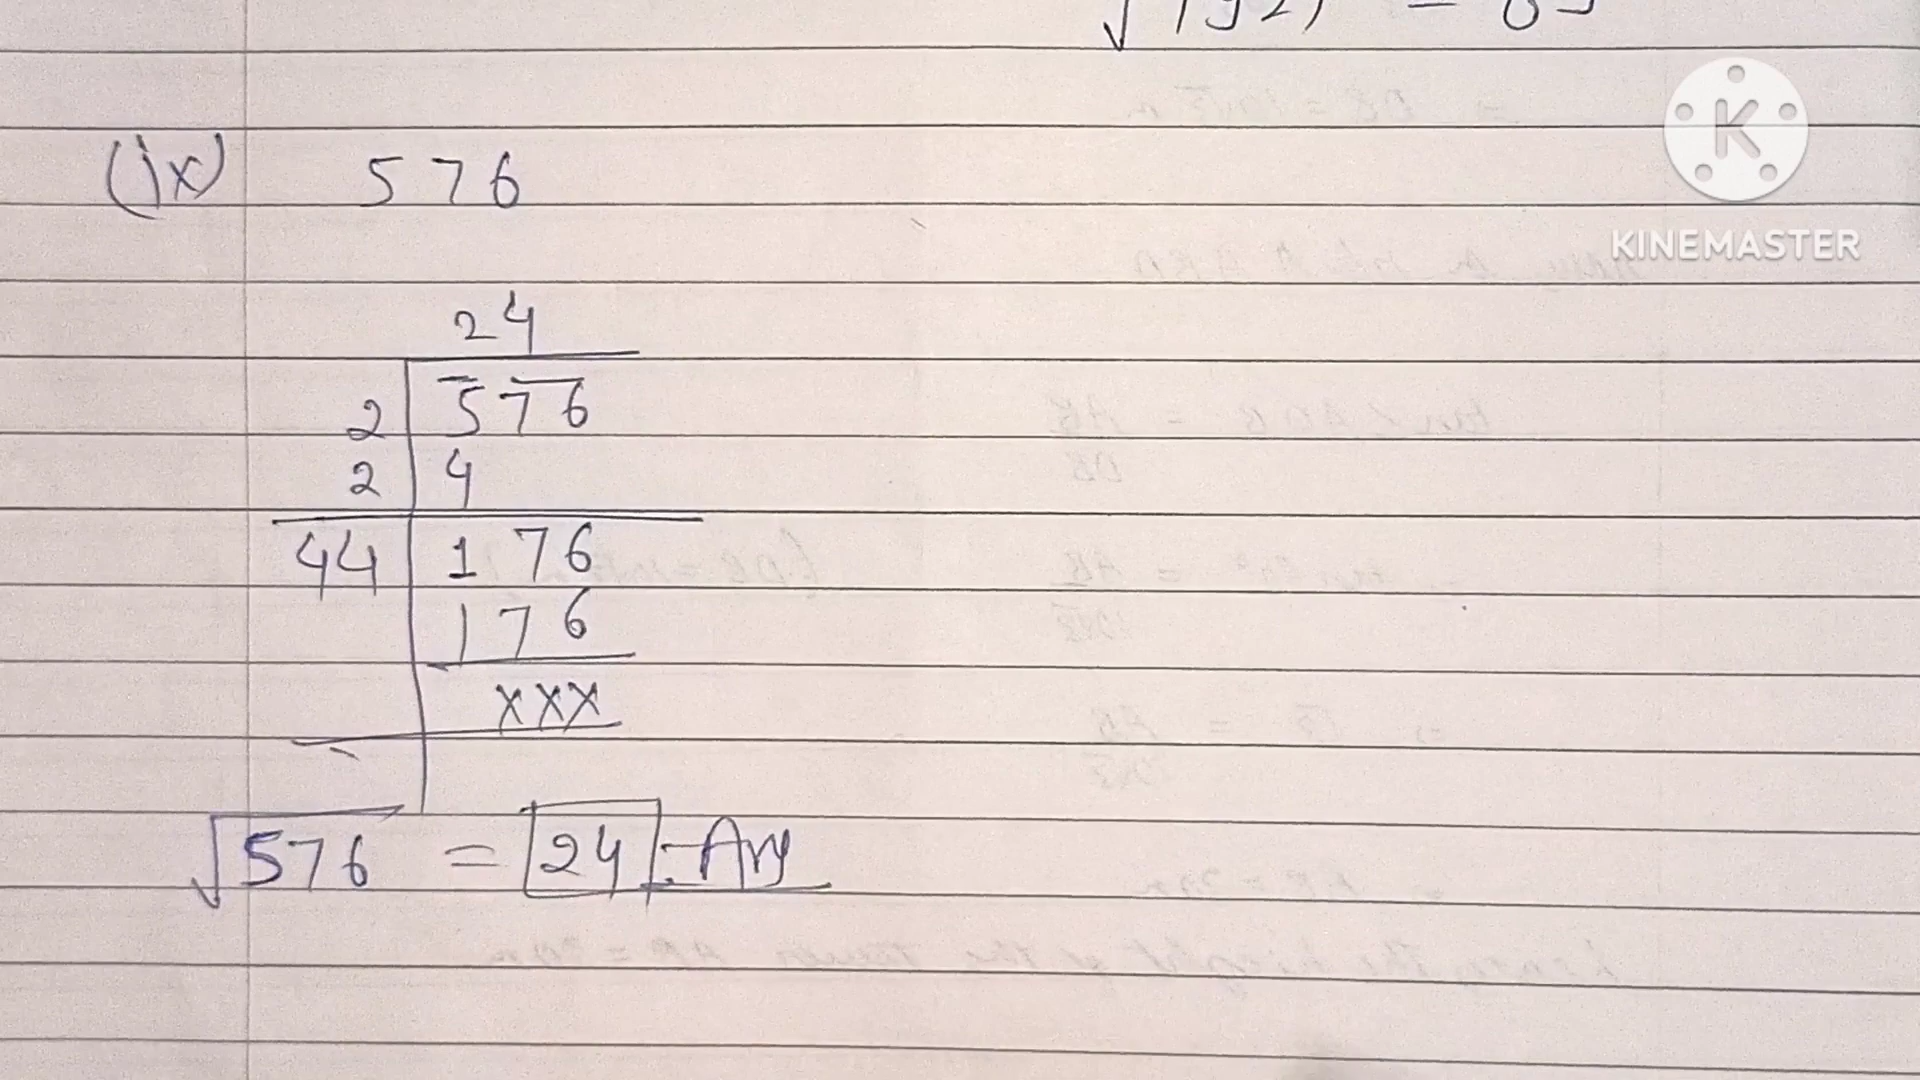 KINEMASTER
(ix) 576
24
2 576
2 4
44 176
176
xxx
√576 = 24 :- Ans